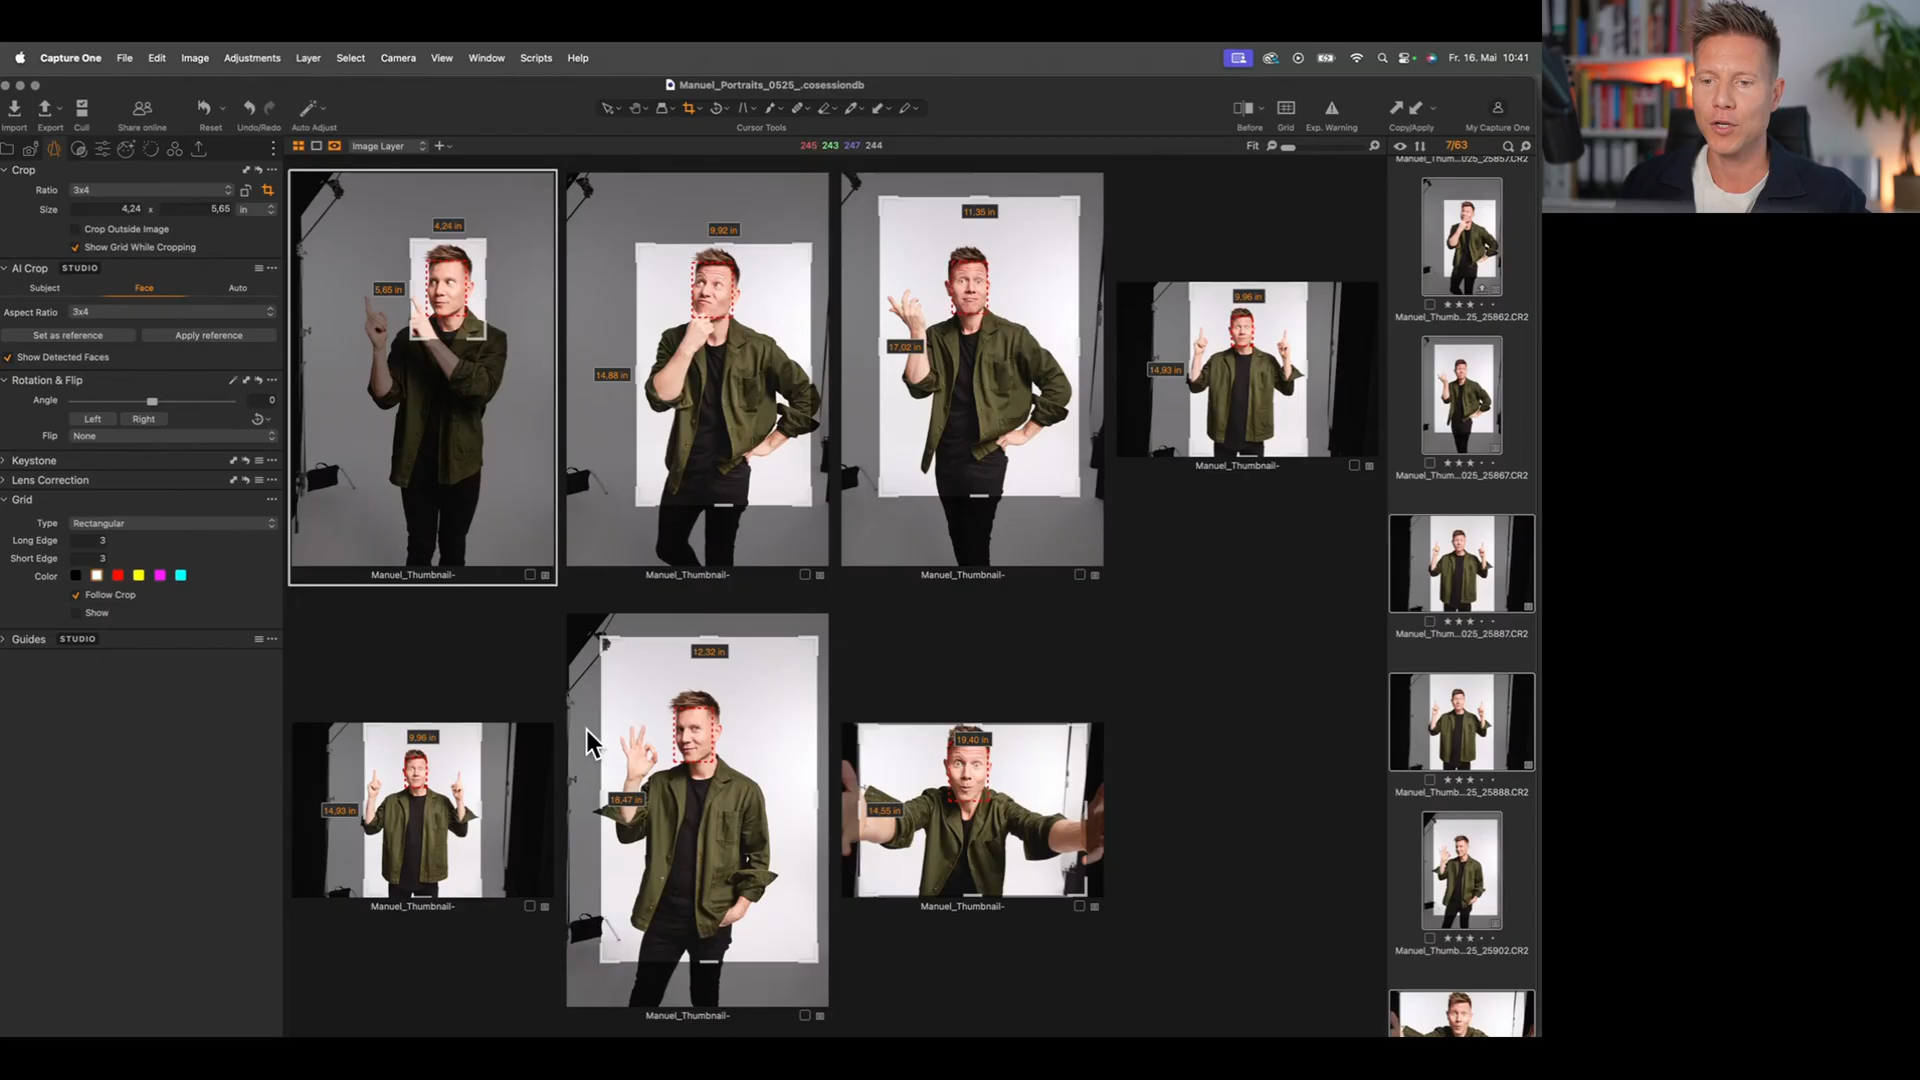 Capture One File Edit Image Adjustments Layer Select Camera View Window Scripts Help
Fr. 16. Mai 10:41
Manuel_Portraits_0525_.cosessiondb
Import Export Cull Share online Reset Undo/Redo Auto Adjust
Cursor Tools
Before Grid Exp. Warning Copy/Apply My Capture One
Image Layer
245 243 247 244
Fit
7/63
Crop
Ratio 3x4
Size 4,24 x 5,65 in
Crop Outside Image
Show Grid While Cropping
AI Crop STUDIO
Subject Face Auto
Aspect Ratio 3x4
Set as reference Apply reference
Show Detected Faces
Rotation & Flip
Angle 0
Left Right
Flip None
Keystone
Lens Correction
Grid
Type Rectangular
Long Edge 3
Short Edge 3
Color
Follow Crop
Show
Guides STUDIO
4,24 in
5,65 in
Manuel_Thumbnail-
9,92 in
14,88 in
Manuel_Thumbnail-
11,35 in
17,02 in
Manuel_Thumbnail-
9,96 in
14,93 in
Manuel_Thumbnail-
9,96 in
14,93 in
Manuel_Thumbnail-
12,32 in
18,47 in
Manuel_Thumbnail-
19,40 in
14,55 in
Manuel_Thumbnail-
Manuel_Thum...025_25857.CR2
Manuel_Thumb...25_25862.CR2
Manuel_Thum...025_25867.CR2
Manuel_Thum...025_25887.CR2
Manuel_Thumb...25_25888.CR2
Manuel_Thumb...25_25902.CR2